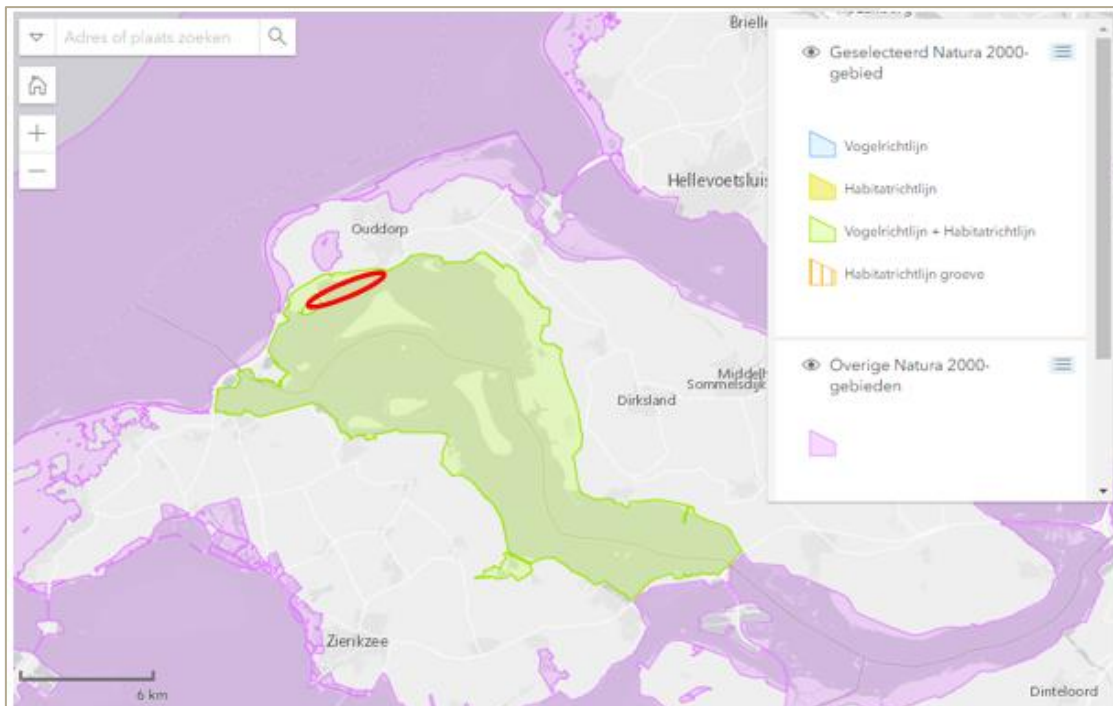 Adres of plaats zoeken
Brielle
Hellevoetsluis
Ouddorp
Middelh
Sommelsdijk
Dirksland
Zierikzee
Dinteloord
6 km
Geselecteerd Natura 2000-
gebied
Vogelrichtlijn
Habitatrichtlijn
Vogelrichtlijn + Habitatrichtlijn
Habitatrichtlijn groeve
Overige Natura 2000-
gebieden